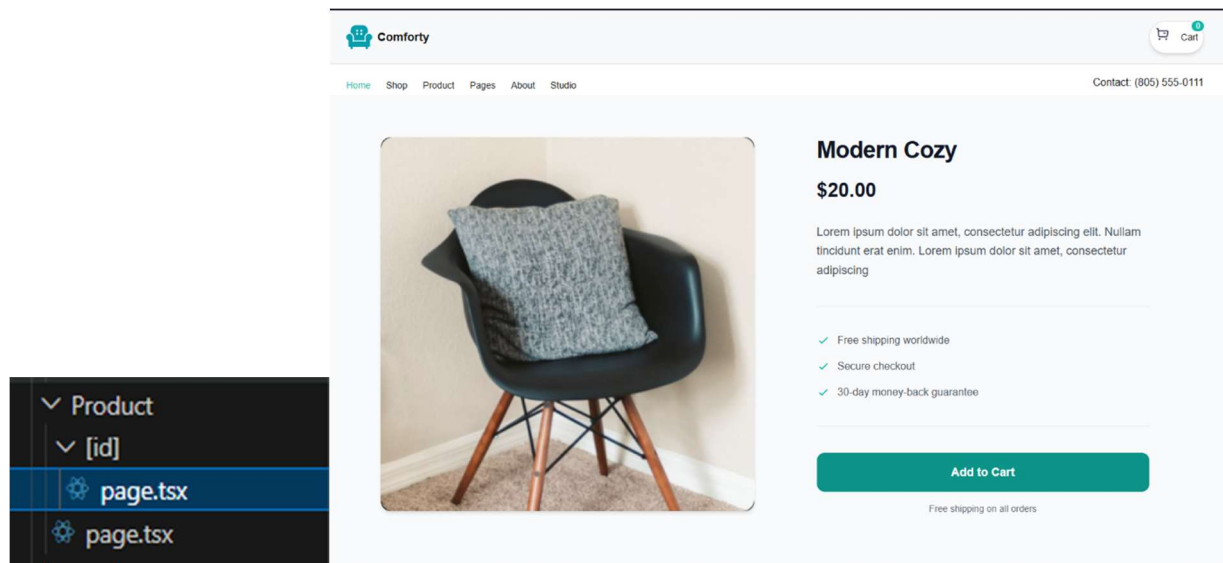 Product
[id]
page.tsx
page.tsx
Comforty
0
Cart
Home Shop Product Pages About Studio
Contact: (805) 555-0111
Modern Cozy
$20.00
Lorem ipsum dolor sit amet, consectetur adipiscing elit. Nullam
tincidunt erat enim. Lorem ipsum dolor sit amet, consectetur
adipiscing
Free shipping worldwide
Secure checkout
30-day money-back guarantee
Add to Cart
Free shipping on all orders